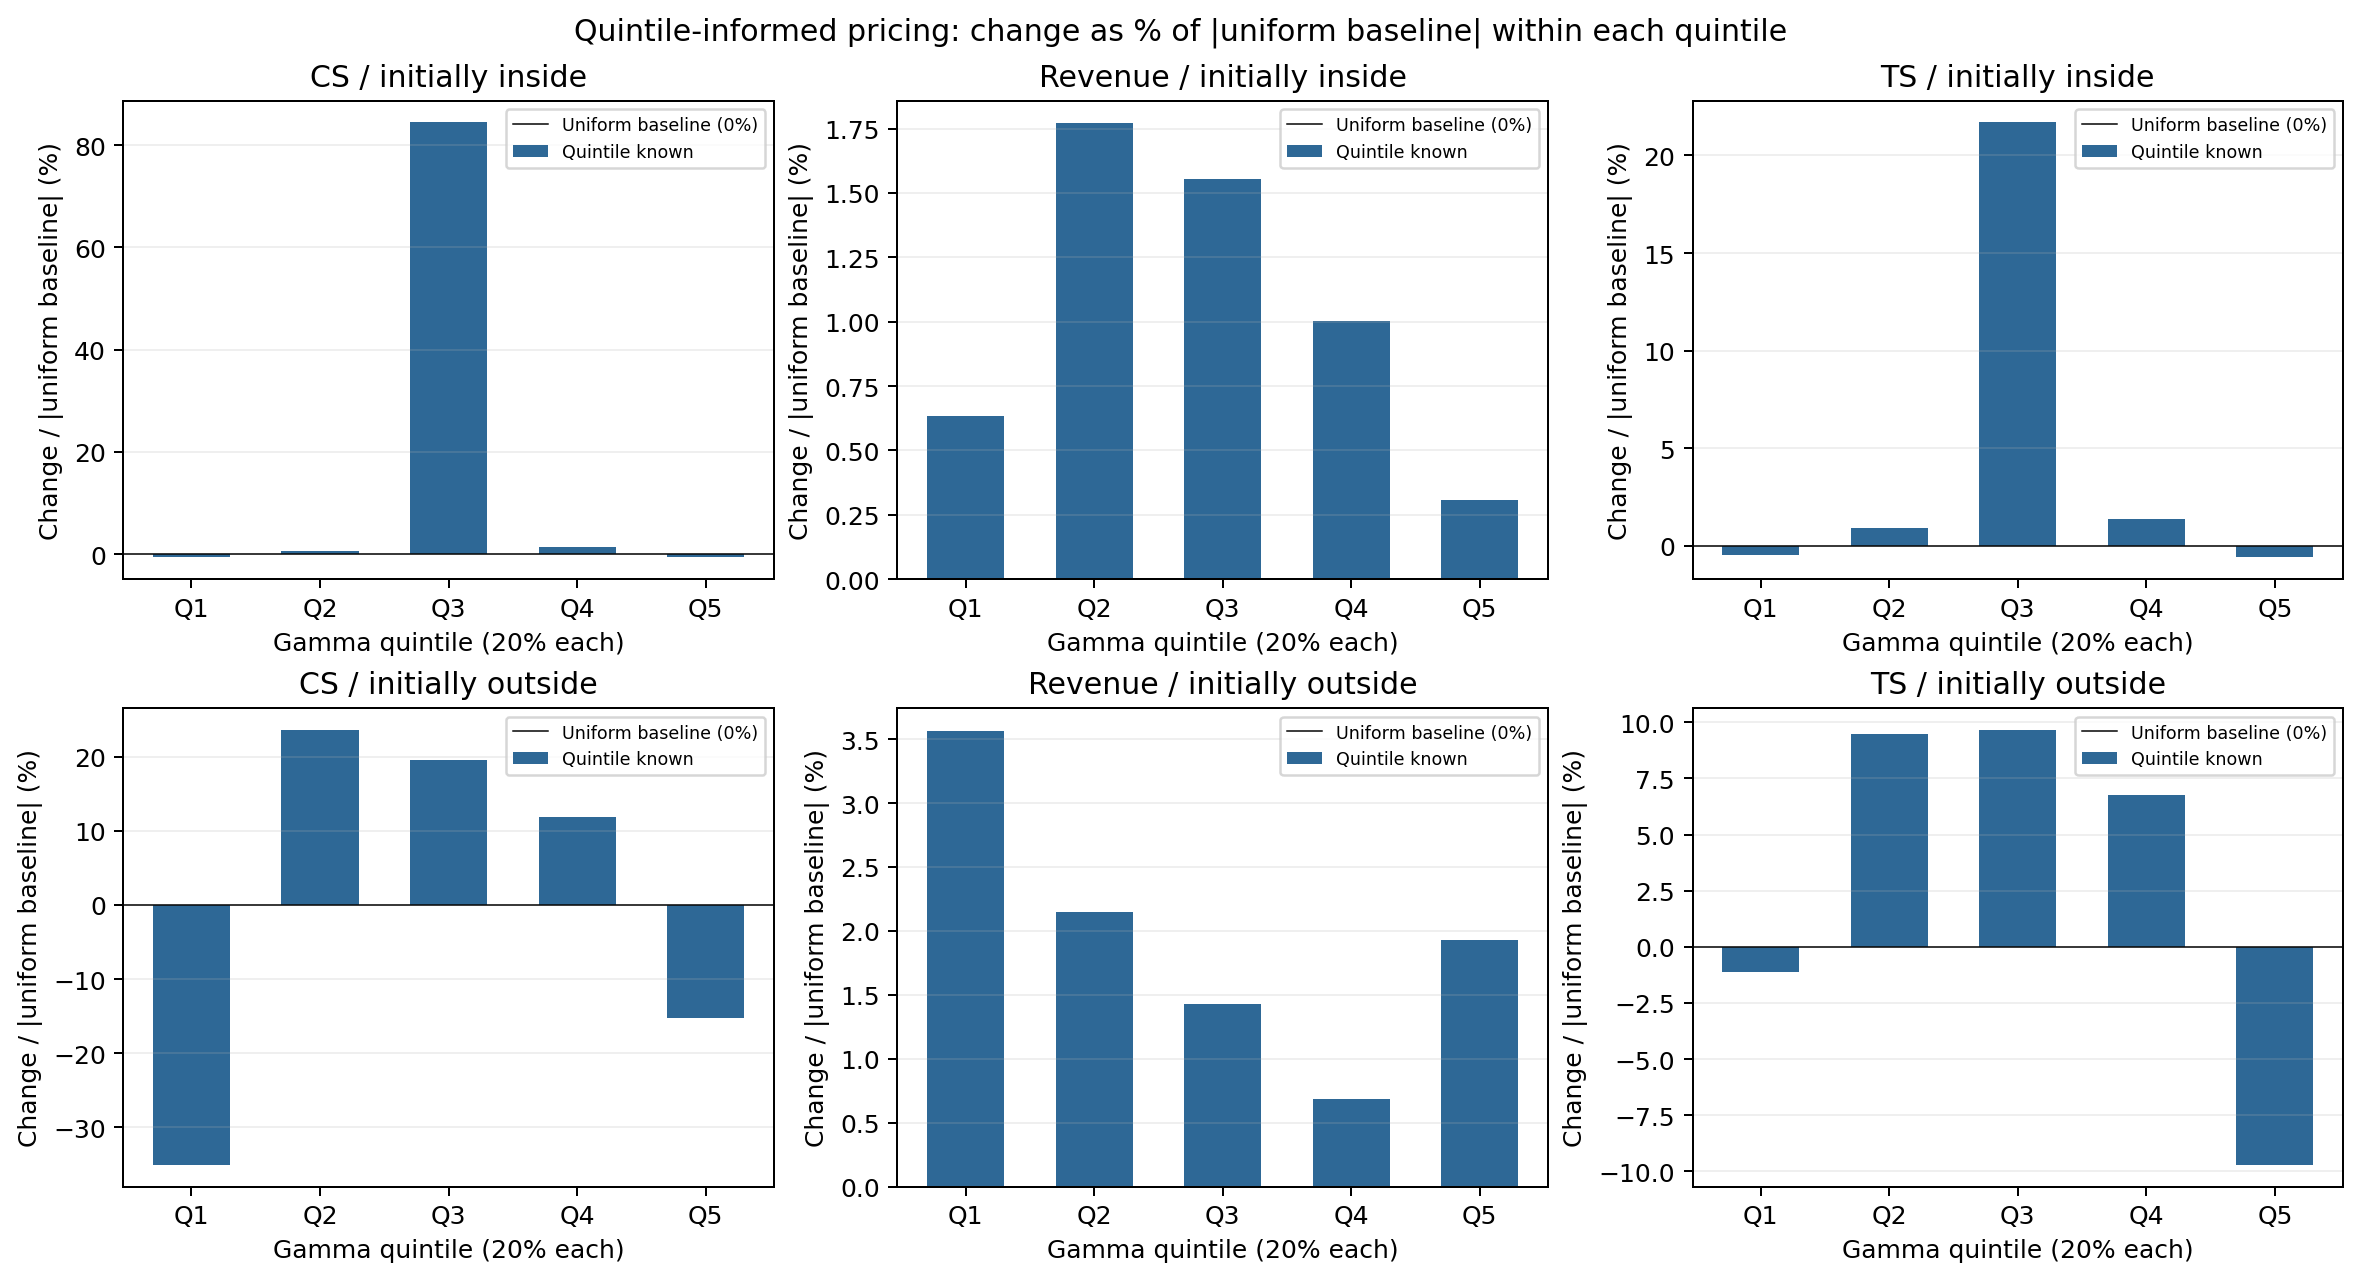 Quintile-informed pricing: change as % of |uniform baseline| within each quintile
CS / initially inside
Change / |uniform baseline| (%)
80
60
40
20
0
Uniform baseline (0%)
Quintile known
Q1 Q2 Q3 Q4 Q5
Gamma quintile (20% each)
Revenue / initially inside
Change / |uniform baseline| (%)
1.75
1.50
1.25
1.00
0.75
0.50
0.25
0.00
Uniform baseline (0%)
Quintile known
Q1 Q2 Q3 Q4 Q5
Gamma quintile (20% each)
TS / initially inside
Change / |uniform baseline| (%)
20
15
10
5
0
Uniform baseline (0%)
Quintile known
Q1 Q2 Q3 Q4 Q5
Gamma quintile (20% each)
CS / initially outside
Change / |uniform baseline| (%)
20
10
0
−10
−20
−30
Uniform baseline (0%)
Quintile known
Q1 Q2 Q3 Q4 Q5
Gamma quintile (20% each)
Revenue / initially outside
Change / |uniform baseline| (%)
3.5
3.0
2.5
2.0
1.5
1.0
0.5
0.0
Uniform baseline (0%)
Quintile known
Q1 Q2 Q3 Q4 Q5
Gamma quintile (20% each)
TS / initially outside
Change / |uniform baseline| (%)
10.0
7.5
5.0
2.5
0.0
−2.5
−5.0
−7.5
−10.0
Uniform baseline (0%)
Quintile known
Q1 Q2 Q3 Q4 Q5
Gamma quintile (20% each)